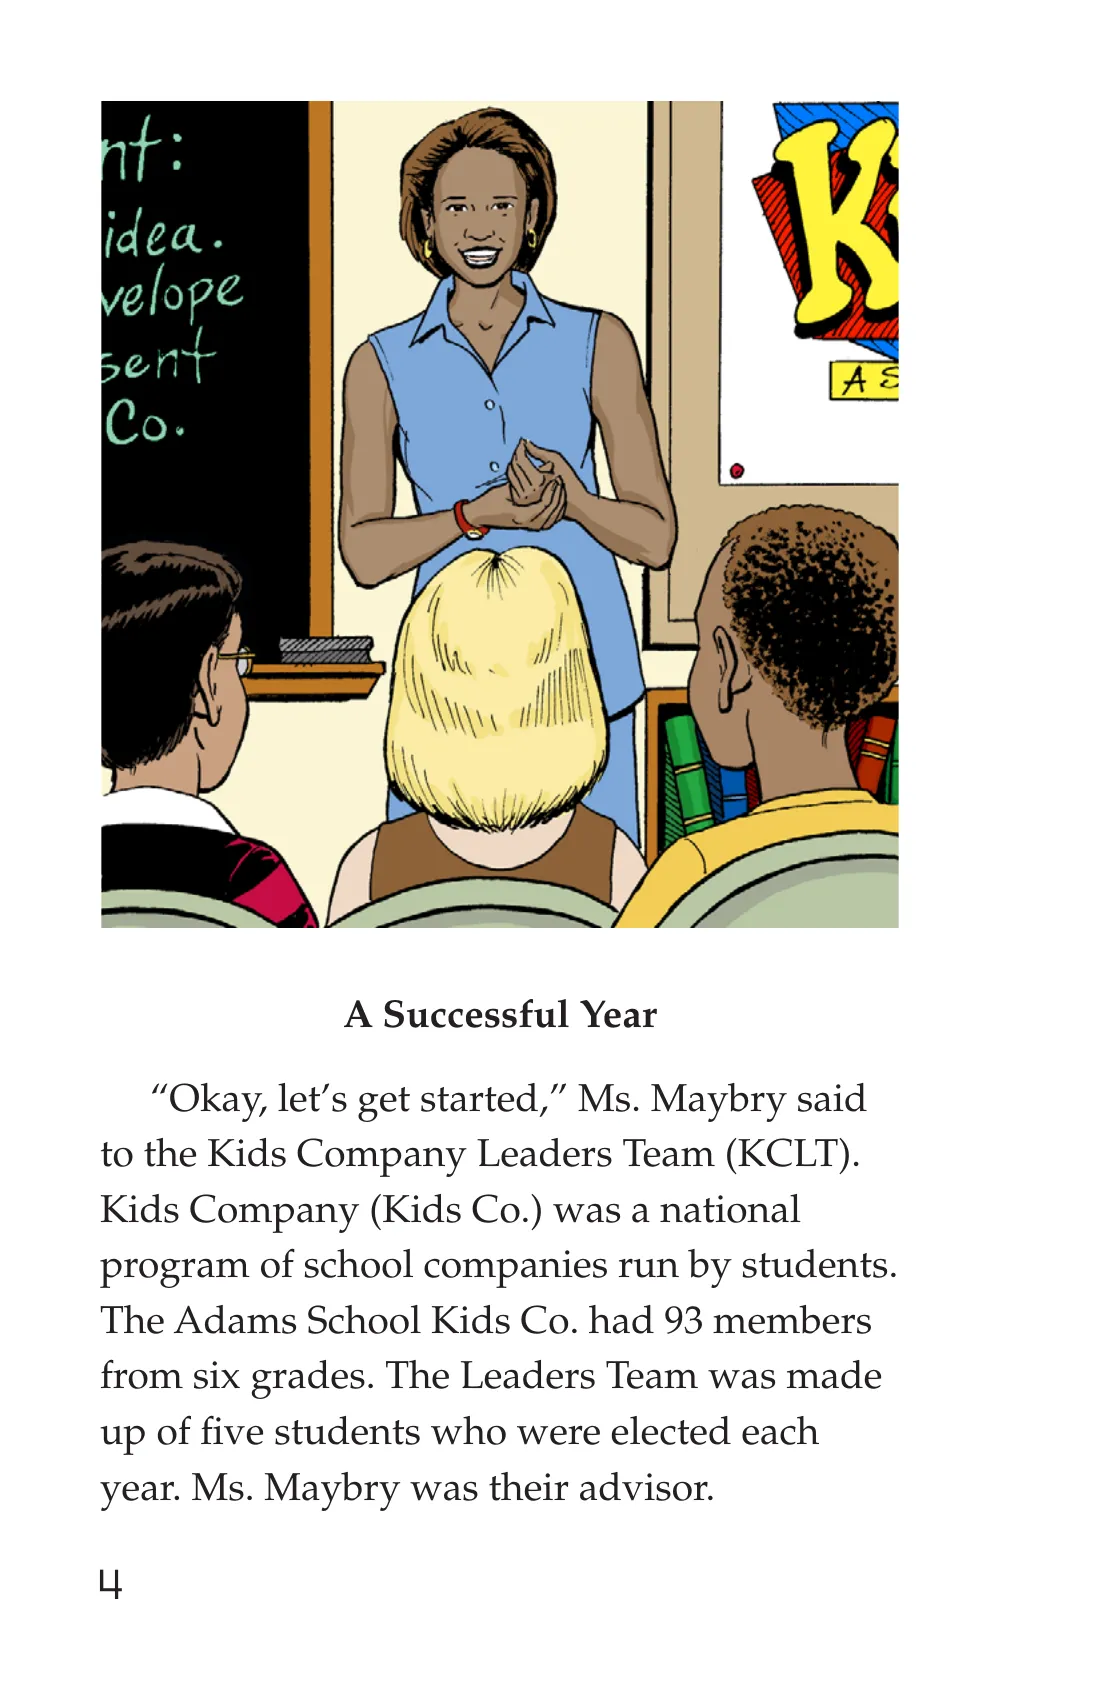 nt:
idea.
velope
sent
Co.
K
A S
A Successful Year
“Okay, let’s get started,” Ms. Maybry said
to the Kids Company Leaders Team (KCLT).
Kids Company (Kids Co.) was a national
program of school companies run by students.
The Adams School Kids Co. had 93 members
from six grades. The Leaders Team was made
up of five students who were elected each
year. Ms. Maybry was their advisor.
4